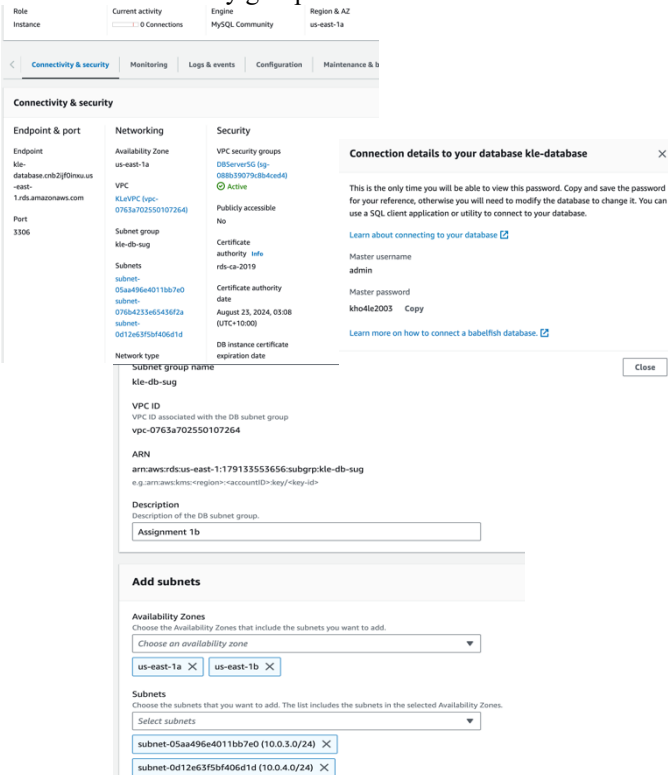 Role
Instance
Current activity
0 Connections
Engine
MySQL Community
Region & AZ
us-east-1a
Connectivity & security
Monitoring
Logs & events
Configuration
Maintenance & b
Connectivity & security
Endpoint & port
Endpoint
kle-
database.cnb2ijf0inxu.us
-east-
1.rds.amazonaws.com
Port
3306
Networking
Availability Zone
us-east-1a
VPC
KLeVPC (vpc-
0763a702550107264)
Subnet group
kle-db-sug
Subnets
subnet-
05aa496e4011bb7e0
subnet-
076b4233e65436f2a
subnet-
0d12e63f5bf406d1d
Network type
Security
VPC security groups
DBServerSG (sg-
088b39079c8b4ced4)
Active
Publicly accessible
No
Certificate
authority Info
rds-ca-2019
Certificate authority
date
August 23, 2024, 03:08
(UTC+10:00)
DB instance certificate
expiration date
Connection details to your database kle-database
This is the only time you will be able to view this password. Copy and save the password
for your reference, otherwise you will need to modify the database to change it. You can
use a SQL client application or utility to connect to your database.
Learn about connecting to your database
Master username
admin
Master password
kho4le2003 Copy
Learn more on how to connect a babelfish database.
Close
Subnet group name
kle-db-sug
VPC ID
VPC ID associated with the DB subnet group
vpc-0763a702550107264
ARN
arn:aws:rds:us-east-1:179133553656:subgrp:kle-db-sug
e.g.:arn:aws:kms:<region>:<accountID>:key/<key-id>
Description
Description of the DB subnet group.
Assignment 1b
Add subnets
Availability Zones
Choose the Availability Zones that include the subnets you want to add.
Choose an availability zone
us-east-1a
us-east-1b
Subnets
Choose the subnets that you want to add. The list includes the subnets in the selected Availability Zones.
Select subnets
subnet-05aa496e4011bb7e0 (10.0.3.0/24)
subnet-0d12e63f5bf406d1d (10.0.4.0/24)